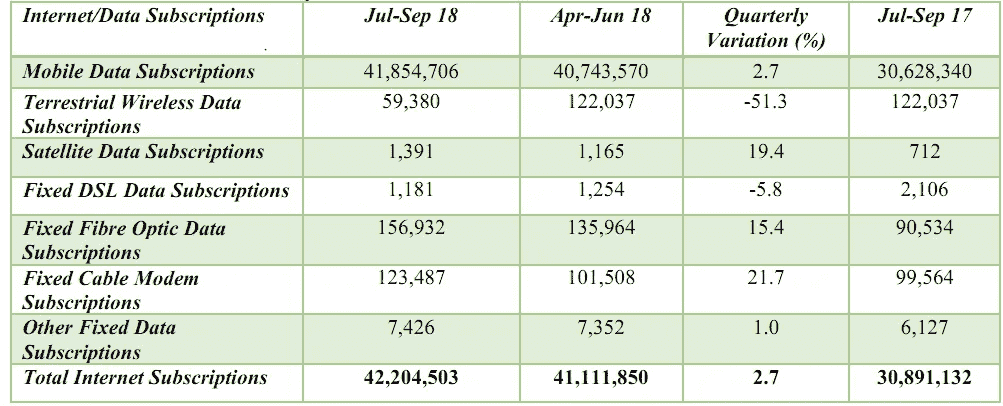 Internet/Data Subscriptions Jul-Sep 18 Apr-Jun 18 Quarterly Jul-Sep 17
Variation (%)
Mobile Data Subscriptions 41,854,706 40,743,570 2.7 30,628,340
Terrestrial Wireless Data 59,380 122,037 -51.3 122,037
Subscriptions
Satellite Data Subscriptions 1,391 1,165 19.4 712
Fixed DSL Data Subscriptions 1,181 1,254 -5.8 2,106
Fixed Fibre Optic Data 156,932 135,964 15.4 90,534
Subscriptions
Fixed Cable Modem 123,487 101,508 21.7 99,564
Subscriptions
Other Fixed Data 7,426 7,352 1.0 6,127
Subscriptions
Total Internet Subscriptions 42,204,503 41,111,850 2.7 30,891,132